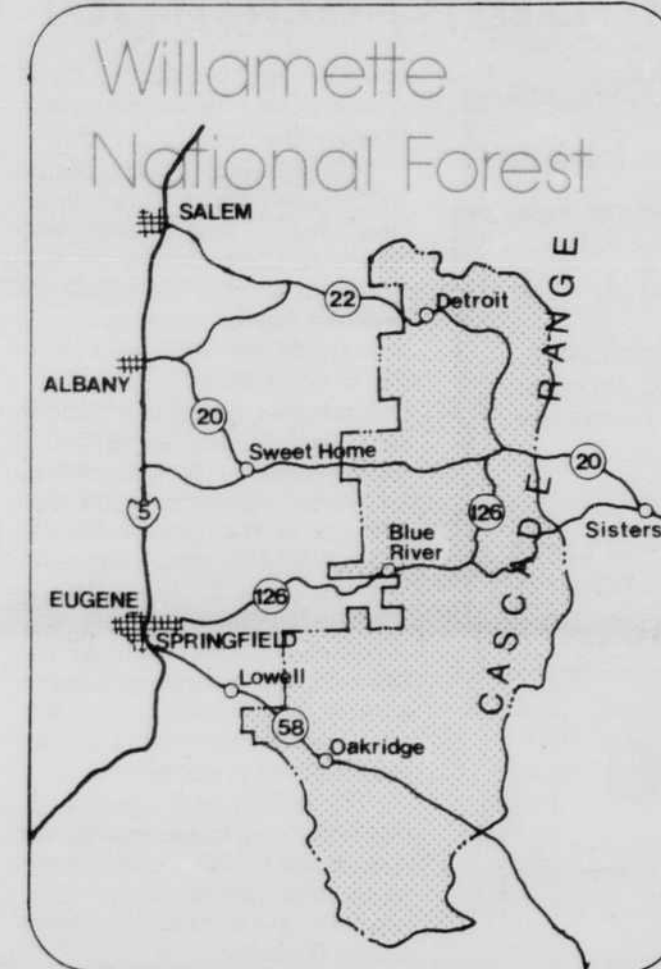 Willamette
National Forest
SALEM
22
Detroit
ALBANY
20
Sweet Home
20
5
126
Sisters
Blue
River
EUGENE
126
SPRINGFIELD
Lowell
58
Oakridge
CASCADE RANGE